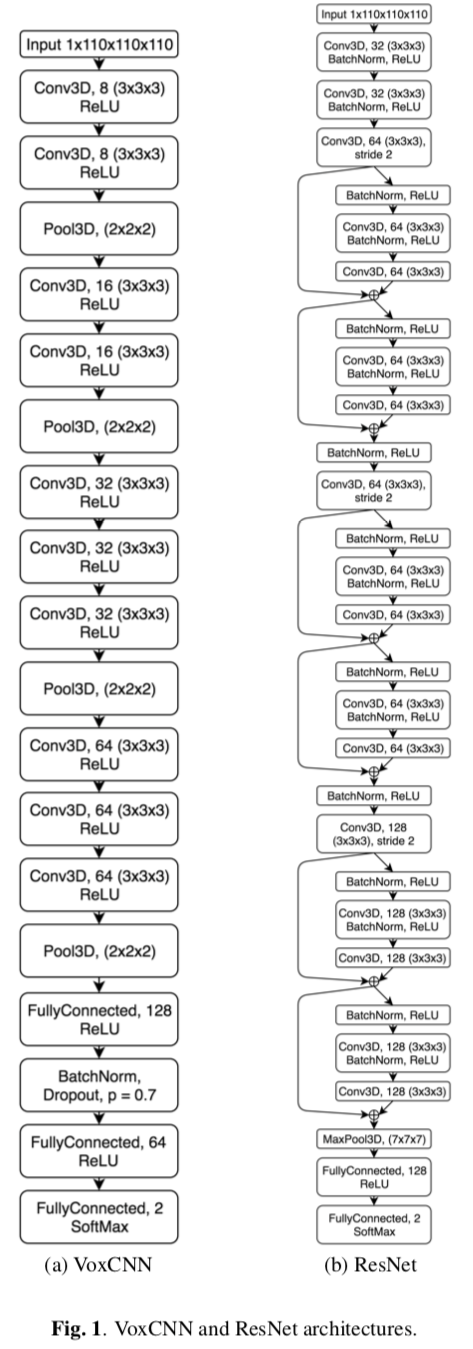 Input 1x110x110x110
Conv3D, 8 (3x3x3)
ReLU
Conv3D, 8 (3x3x3)
ReLU
Pool3D, (2x2x2)
Conv3D, 16 (3x3x3)
ReLU
Conv3D, 16 (3x3x3)
ReLU
Pool3D, (2x2x2)
Conv3D, 32 (3x3x3)
ReLU
Conv3D, 32 (3x3x3)
ReLU
Conv3D, 32 (3x3x3)
ReLU
Pool3D, (2x2x2)
Conv3D, 64 (3x3x3)
ReLU
Conv3D, 64 (3x3x3)
ReLU
Conv3D, 64 (3x3x3)
ReLU
Pool3D, (2x2x2)
FullyConnected, 128
ReLU
BatchNorm,
Dropout, p = 0.7
FullyConnected, 64
ReLU
FullyConnected, 2
SoftMax
(a) VoxCNN
Input 1x110x110x110
Conv3D, 32 (3x3x3)
BatchNorm, ReLU
Conv3D, 32 (3x3x3)
BatchNorm, ReLU
Conv3D, 64 (3x3x3),
stride 2
BatchNorm, ReLU
Conv3D, 64 (3x3x3)
BatchNorm, ReLU
Conv3D, 64 (3x3x3)
BatchNorm, ReLU
Conv3D, 64 (3x3x3)
BatchNorm, ReLU
Conv3D, 64 (3x3x3)
BatchNorm, ReLU
Conv3D, 64 (3x3x3),
stride 2
BatchNorm, ReLU
Conv3D, 64 (3x3x3)
BatchNorm, ReLU
Conv3D, 64 (3x3x3)
BatchNorm, ReLU
Conv3D, 64 (3x3x3)
BatchNorm, ReLU
Conv3D, 64 (3x3x3)
BatchNorm, ReLU
Conv3D, 128
(3x3x3), stride 2
BatchNorm, ReLU
Conv3D, 128 (3x3x3)
BatchNorm, ReLU
Conv3D, 128 (3x3x3)
BatchNorm, ReLU
Conv3D, 128 (3x3x3)
BatchNorm, ReLU
Conv3D, 128 (3x3x3)
MaxPool3D, (7x7x7)
FullyConnected, 128
ReLU
FullyConnected, 2
SoftMax
(b) ResNet
Fig. 1. VoxCNN and ResNet architectures.